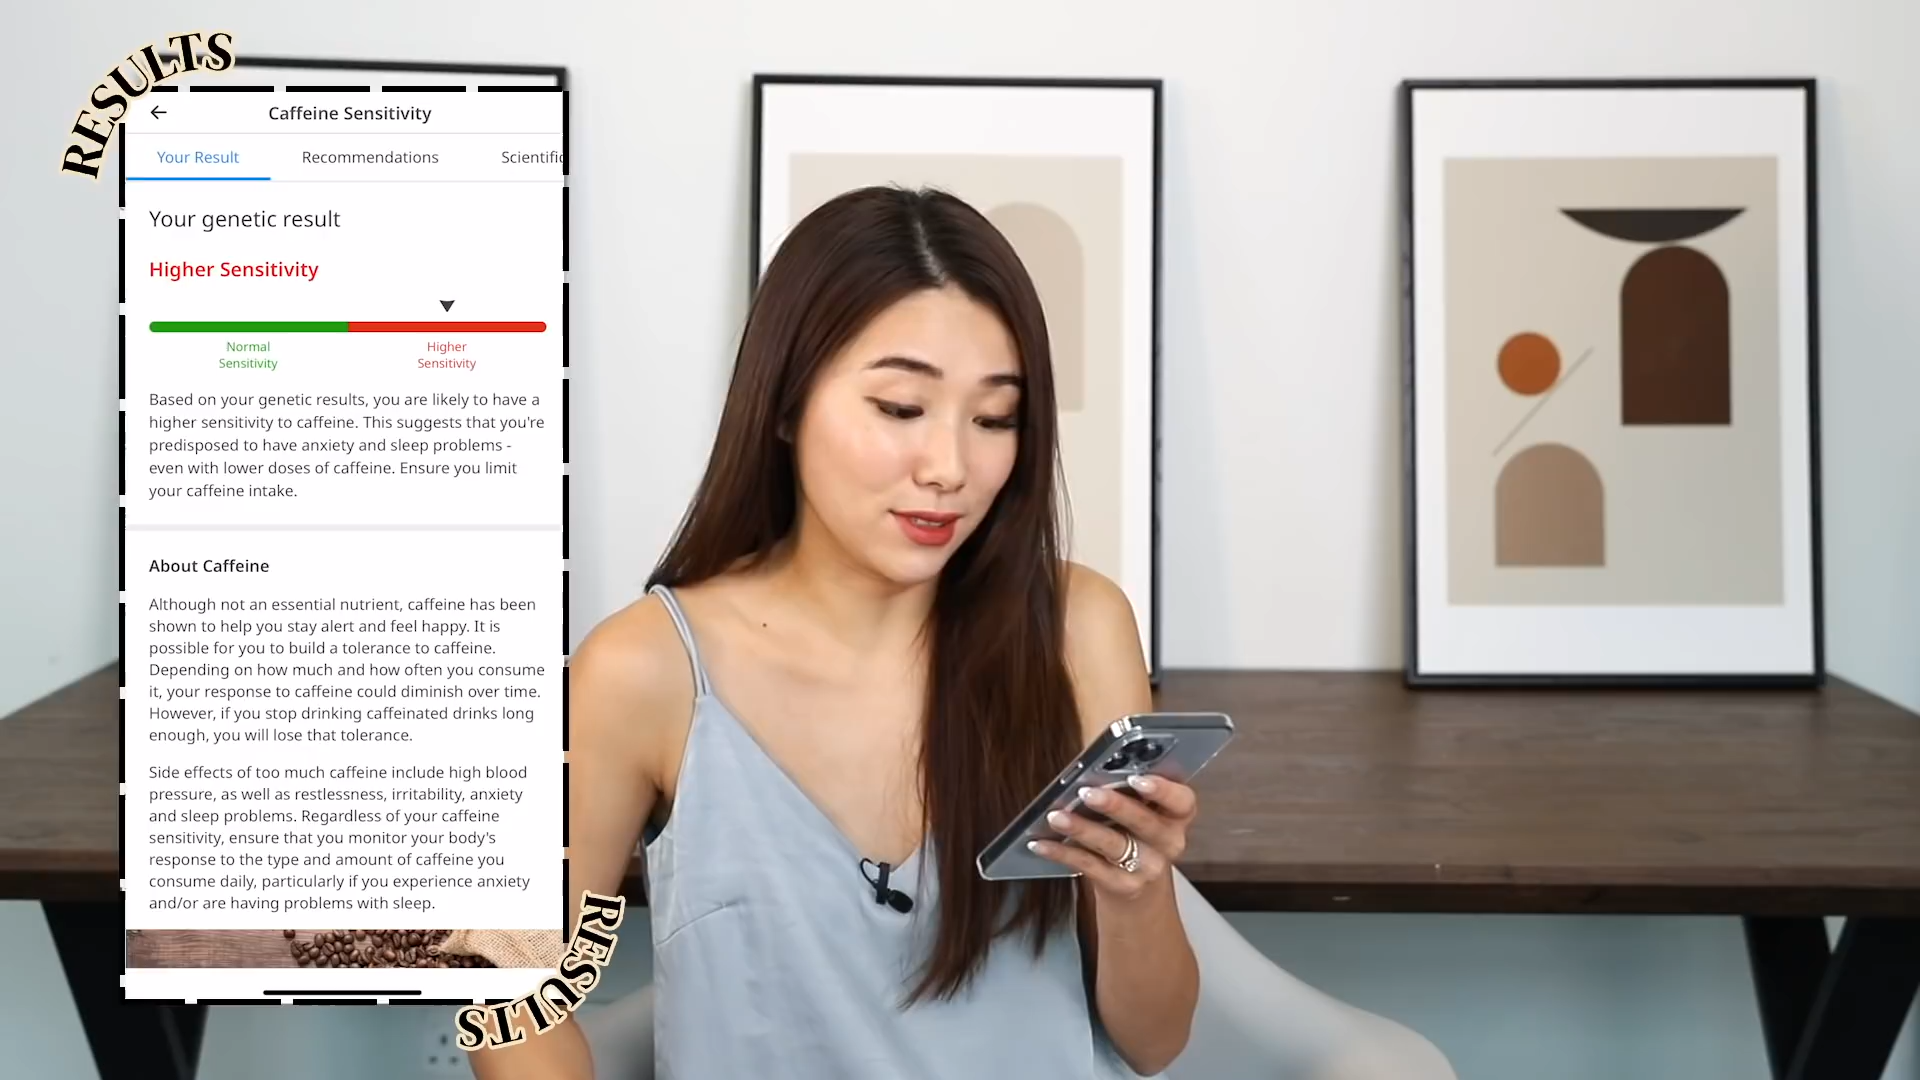 RESULTS
Caffeine Sensitivity
Your Result Recommendations Scientific
Your genetic result
Higher Sensitivity
Normal Higher
Sensitivity Sensitivity
Based on your genetic results, you are likely to have a
higher sensitivity to caffeine. This suggests that you're
predisposed to have anxiety and sleep problems -
even with lower doses of caffeine. Ensure you limit
your caffeine intake.
About Caffeine
Although not an essential nutrient, caffeine has been
shown to help you stay alert and feel happy. It is
possible for you to build a tolerance to caffeine.
Depending on how much and how often you consume
it, your response to caffeine could diminish over time.
However, if you stop drinking caffeinated drinks long
enough, you will lose that tolerance.
Side effects of too much caffeine include high blood
pressure, as well as restlessness, irritability, anxiety
and sleep problems. Regardless of your caffeine
sensitivity, ensure that you monitor your body's
response to the type and amount of caffeine you
consume daily, particularly if you experience anxiety
and/or are having problems with sleep.
RESULTS